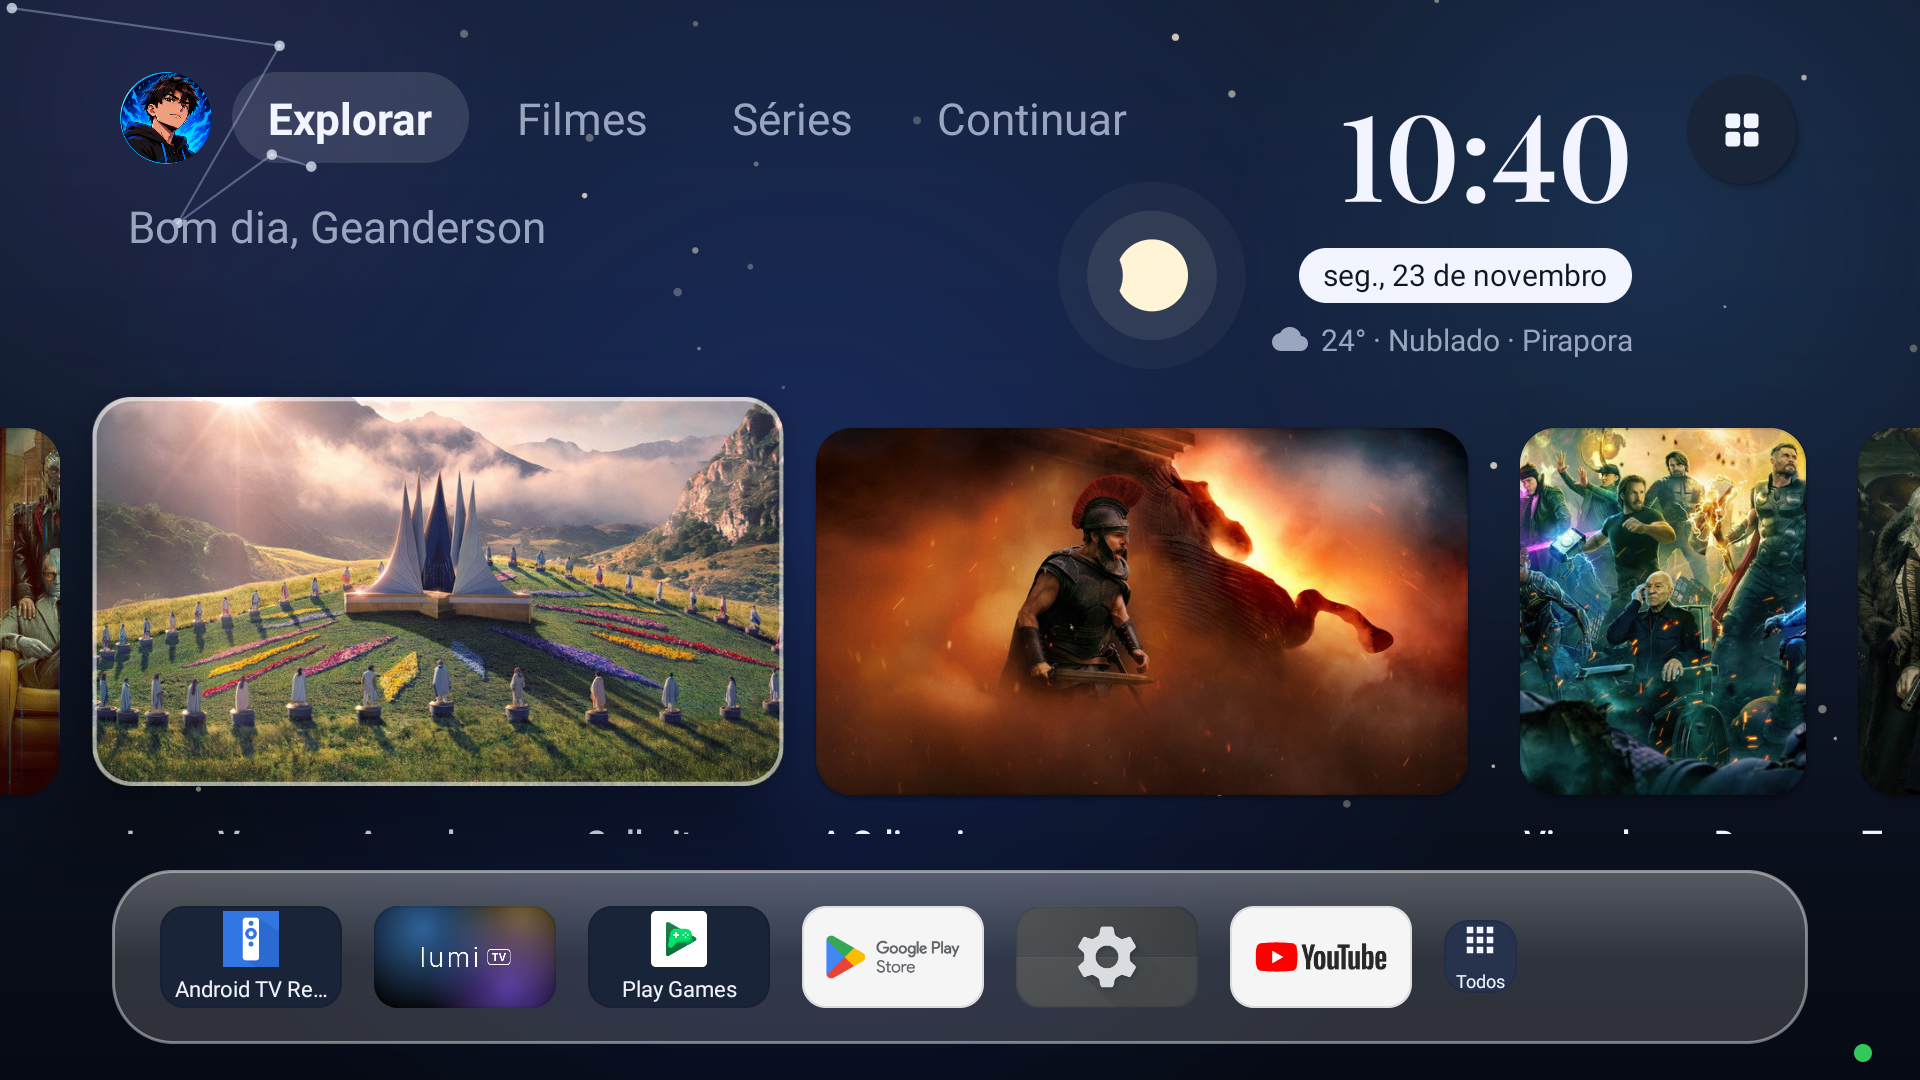 Explorar
Filmes
Séries
Continuar
10:40
Bom dia, Geanderson
seg., 23 de novembro
24° · Nublado · Pirapora
Android TV Re...
lumi TV
Play Games
Google Play
Store
YouTube
Todos